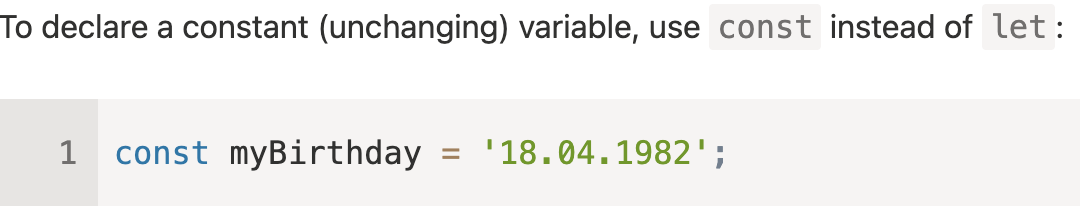 To declare a constant (unchanging) variable, use const instead of let:
1 const myBirthday = '18.04.1982';